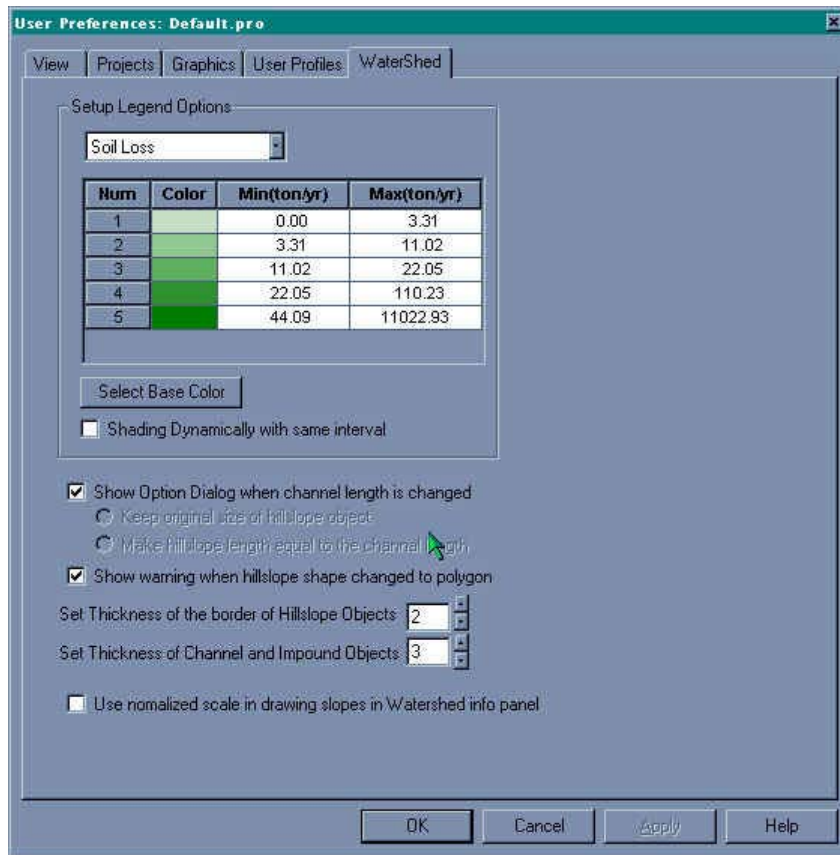 User Preferences: Default.pro
View Projects Graphics User Profiles WaterShed
Setup Legend Options
Soil Loss
Num Color Min(ton/yr) Max(ton/yr)
1 0.00 3.31
2 3.31 11.02
3 11.02 22.05
4 22.05 110.23
5 44.09 11022.93
Select Base Color
Shading Dynamically with same interval
Show Option Dialog when channel length is changed
Keep original size of hillslope object
Make hillslope length equal to the channel
Show warning when hillslope shape changed to polygon
Set Thickness of the border of Hillslope Objects 2
Set Thickness of Channel and Impound Objects 3
Use nomalized scale in drawing slopes in Watershed info panel
OK Cancel Apply Help